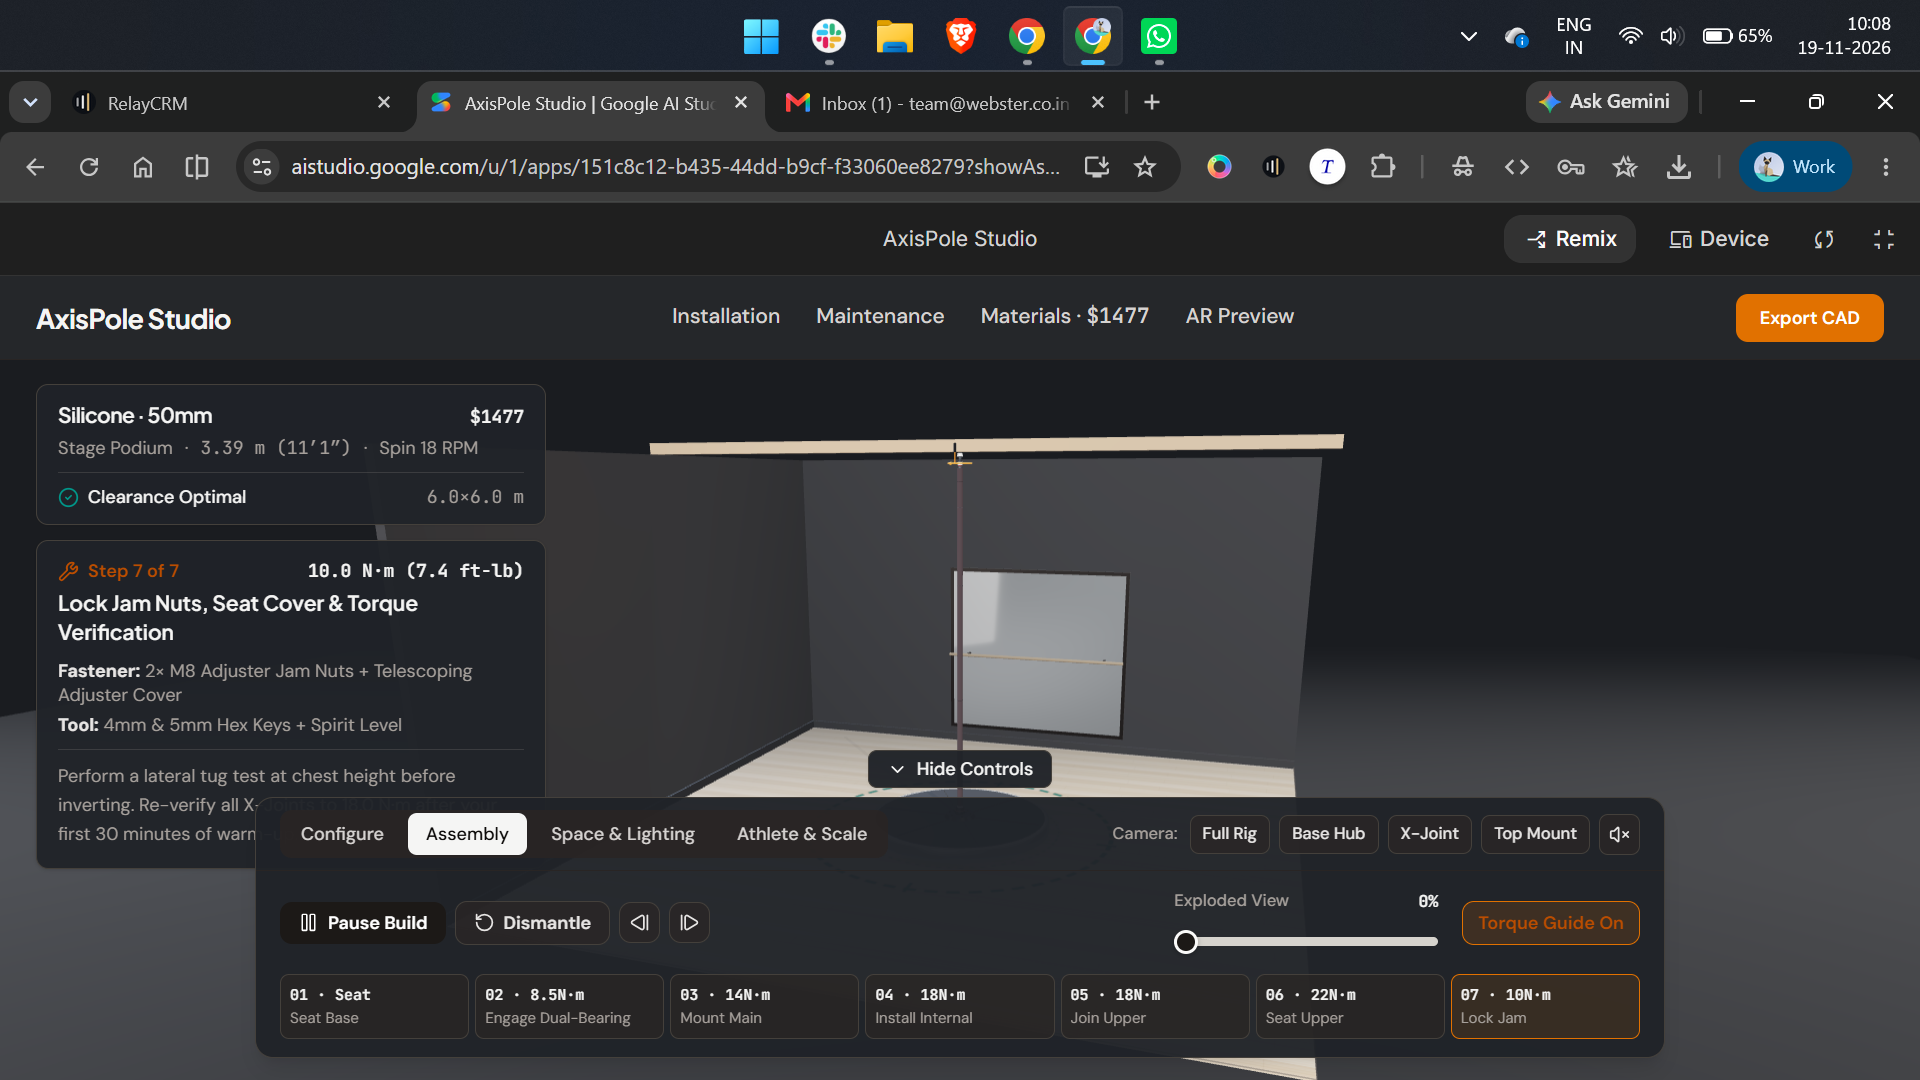 ENG
IN
65%
10:08
19-11-2026
RelayCRM
AxisPole Studio | Google AI Stu
Inbox (1) - team@webster.co.in
Ask Gemini
aistudio.google.com/u/1/apps/151c8c12-b435-44dd-b9cf-f33060ee8279?showAs...
T
Work
AxisPole Studio
Remix
Device
AxisPole Studio
Installation
Maintenance
Materials · $1477
AR Preview
Export CAD
Silicone · 50mm
$1477
Stage Podium · 3.39 m (11′1″) · Spin 18 RPM
Clearance Optimal
6.0×6.0 m
Step 7 of 7
10.0 N·m (7.4 ft-lb)
Lock Jam Nuts, Seat Cover & Torque
Verification
Fastener: 2× M8 Adjuster Jam Nuts + Telescoping
Adjuster Cover
Tool: 4mm & 5mm Hex Keys + Spirit Level
Perform a lateral tug test at chest height before
inverting. Re-verify all X-Joints to 18.0 N·m after your
first 30 minutes of warm-
Hide Controls
Configure
Assembly
Space & Lighting
Athlete & Scale
Camera:
Full Rig
Base Hub
X-Joint
Top Mount
Pause Build
Dismantle
Exploded View
0%
Torque Guide On
01 · Seat
Seat Base
02 · 8.5N·m
Engage Dual-Bearing
03 · 14N·m
Mount Main
04 · 18N·m
Install Internal
05 · 18N·m
Join Upper
06 · 22N·m
Seat Upper
07 · 10N·m
Lock Jam